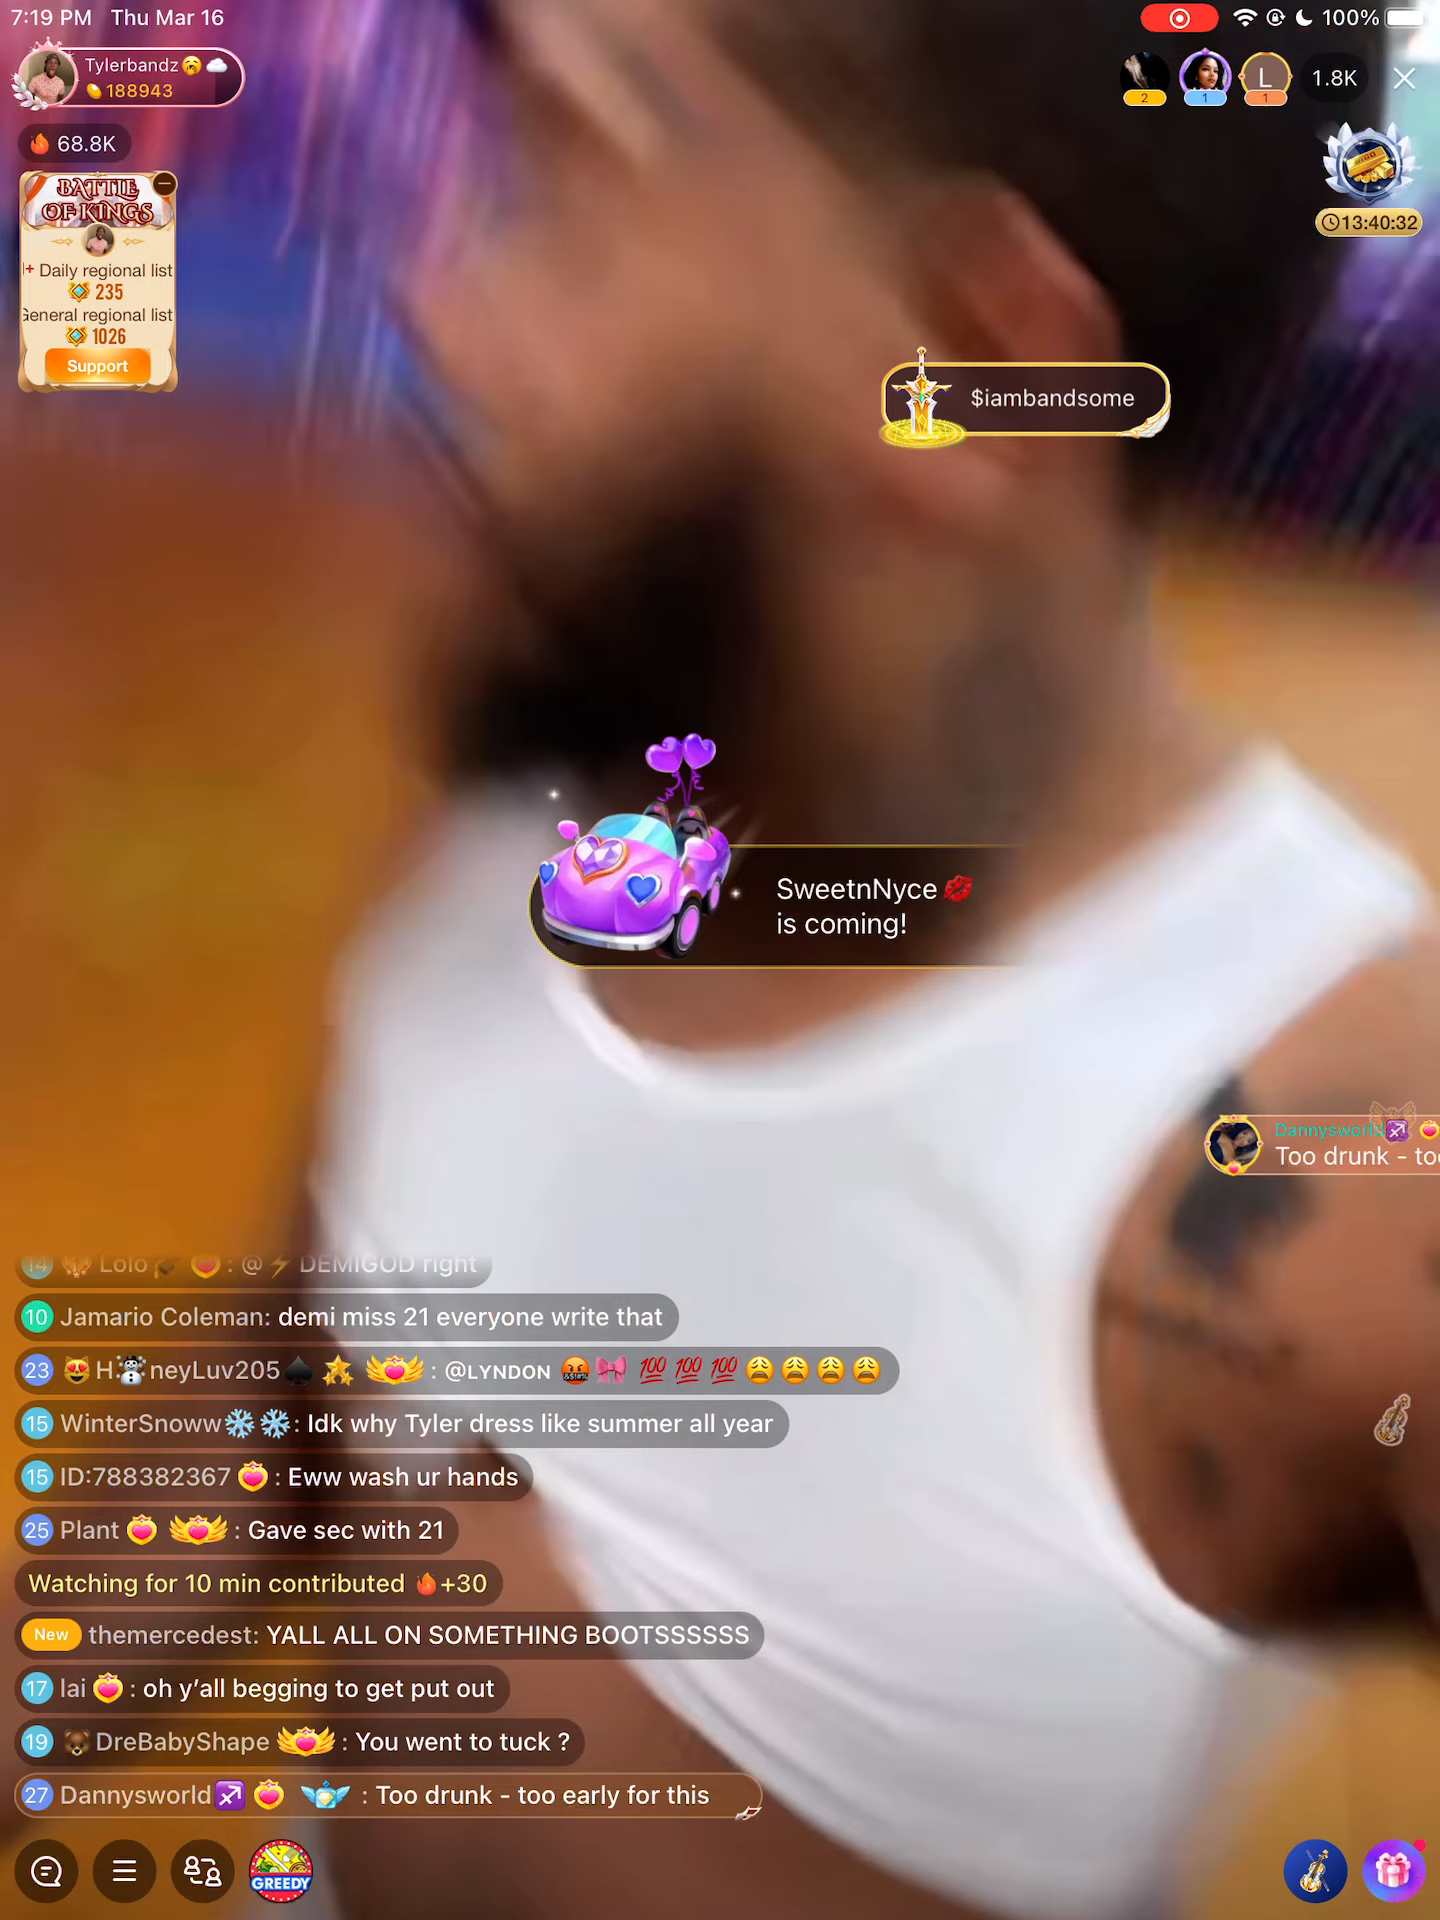 7:19 PM Thu Mar 16
100%
Tylerbandz🥱☁️
188943
2
1
L
1
1.8K
68.8K
BATTLE
OF KINGS
Daily regional list
235
General regional list
1026
Support
13:40:32
$iambandsome
SweetnNyce💋
is coming!
Dannysworld♐
Too drunk - too
14 Lolo : @⚡ DEMIGOD right
10 Jamario Coleman: demi miss 21 everyone write that
23 😻H☃️neyLuv205♠️ : @LYNDON 🤬🎀 💯 💯 💯 😩 😩 😩 😩
15 WinterSnoww❄️ ❄️: Idk why Tyler dress like summer all year
15 ID:788382367 : Eww wash ur hands
25 Plant : Gave sec with 21
Watching for 10 min contributed 🔥+30
New themercedest: YALL ALL ON SOMETHING BOOTSSSSSS
17 lai : oh y'all begging to get put out
19 🐻DreBabyShape : You went to tuck ?
27 Dannysworld♐ : Too drunk - too early for this
GREEDY